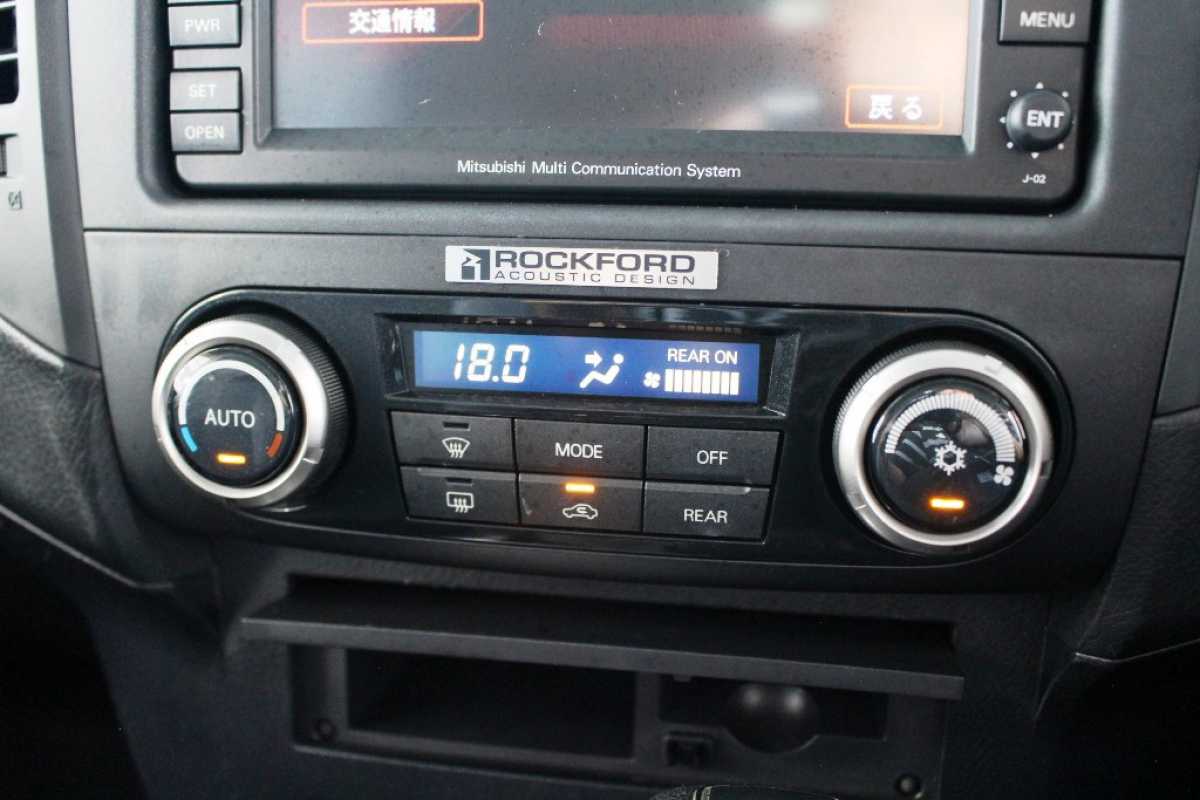 PWR
交通情報
MENU
SET
戻る
OPEN
ENT
Mitsubishi Multi Communication System
J-02
ROCKFORD
ACOUSTIC DESIGN
18.0
REAR ON
AUTO
MODE
OFF
REAR